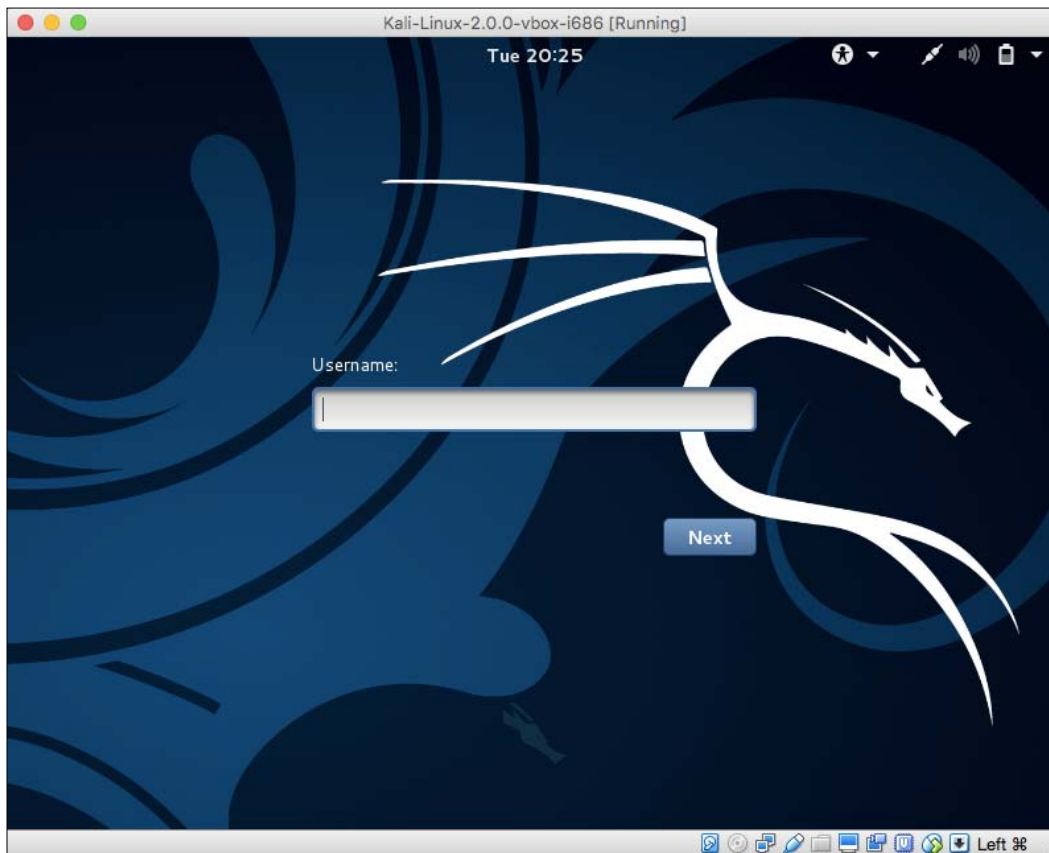 Kali-Linux-2.0.0-vbox-i686 [Running]
Tue 20:25
Username:
Next
Left ⌘